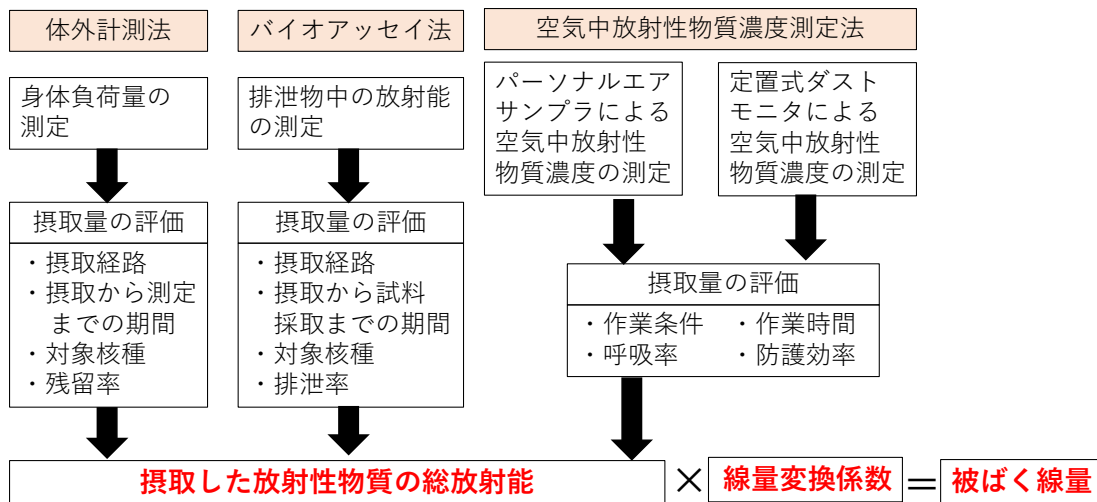 体外計測法
バイオアッセイ法
空気中放射性物質濃度測定法
身体負荷量の
測定
排泄物中の放射能
の測定
パーソナルエア
サンプラによる
空気中放射性
物質濃度の測定
定置式ダスト
モニタによる
空気中放射性
物質濃度の測定
摂取量の評価
・摂取経路
・摂取から測定
までの期間
・対象核種
・残留率
摂取量の評価
・摂取経路
・摂取から試料
採取までの期間
・対象核種
・排泄率
摂取量の評価
・作業条件 ・作業時間
・呼吸率 ・防護効率
摂取した放射性物質の総放射能 × 線量変換係数 = 被ばく線量